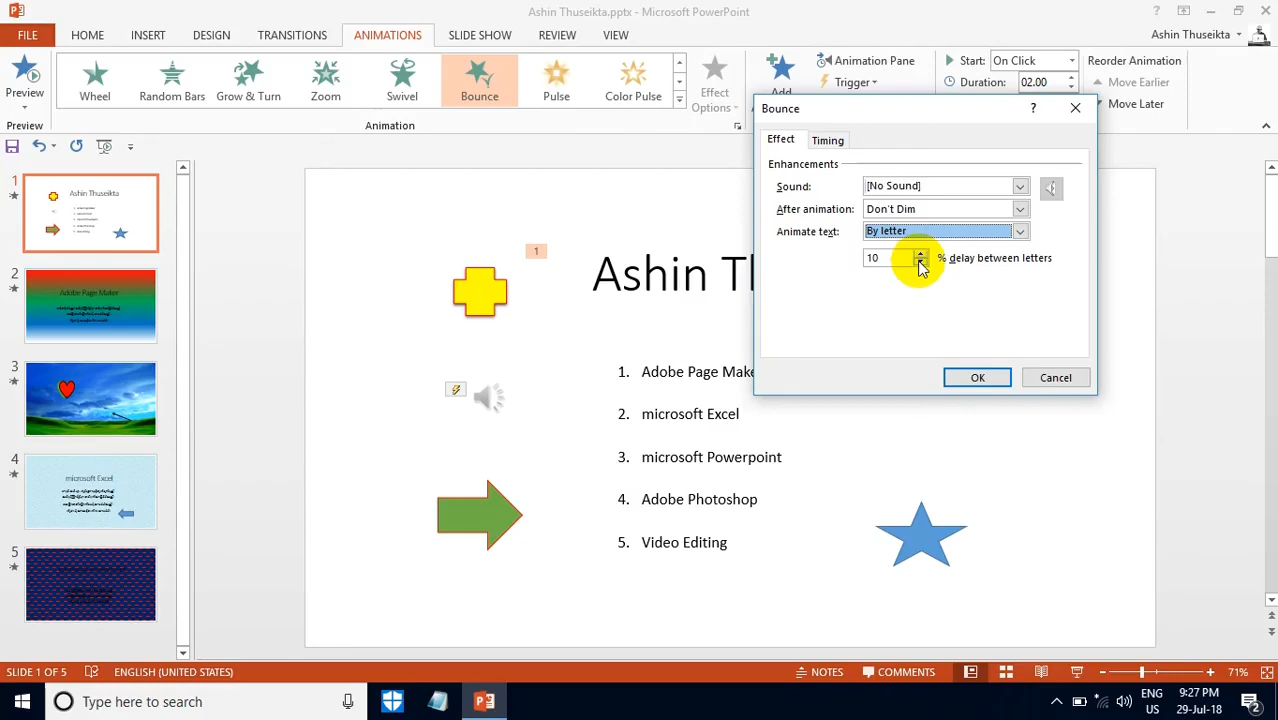 Ashin Thuseikta.pptx - Microsoft PowerPoint
FILE
HOME
INSERT
DESIGN
TRANSITIONS
ANIMATIONS
SLIDE SHOW
REVIEW
VIEW
Ashin Thuseikta
Preview
Wheel
Random Bars
Grow & Turn
Zoom
Swivel
Bounce
Pulse
Color Pulse
Effect
Options
Add
Animation Pane
Trigger
Start: On Click
Duration: 02.00
Reorder Animation
Move Earlier
Move Later
Preview
Animation
Bounce
Effect
Timing
Enhancements
Sound: [No Sound]
After animation: Don't Dim
Animate text: By letter
10 % delay between letters
OK
Cancel
1
Ashin Thuseikta
2
Adobe Page Maker
3
4
microsoft Excel
5
1
Ashin Th
1. Adobe Page Make
2. microsoft Excel
3. microsoft Powerpoint
4. Adobe Photoshop
5. Video Editing
SLIDE 1 OF 5
ENGLISH (UNITED STATES)
NOTES
COMMENTS
71%
Type here to search
ENG
US
9:27 PM
29-Jul-18
2